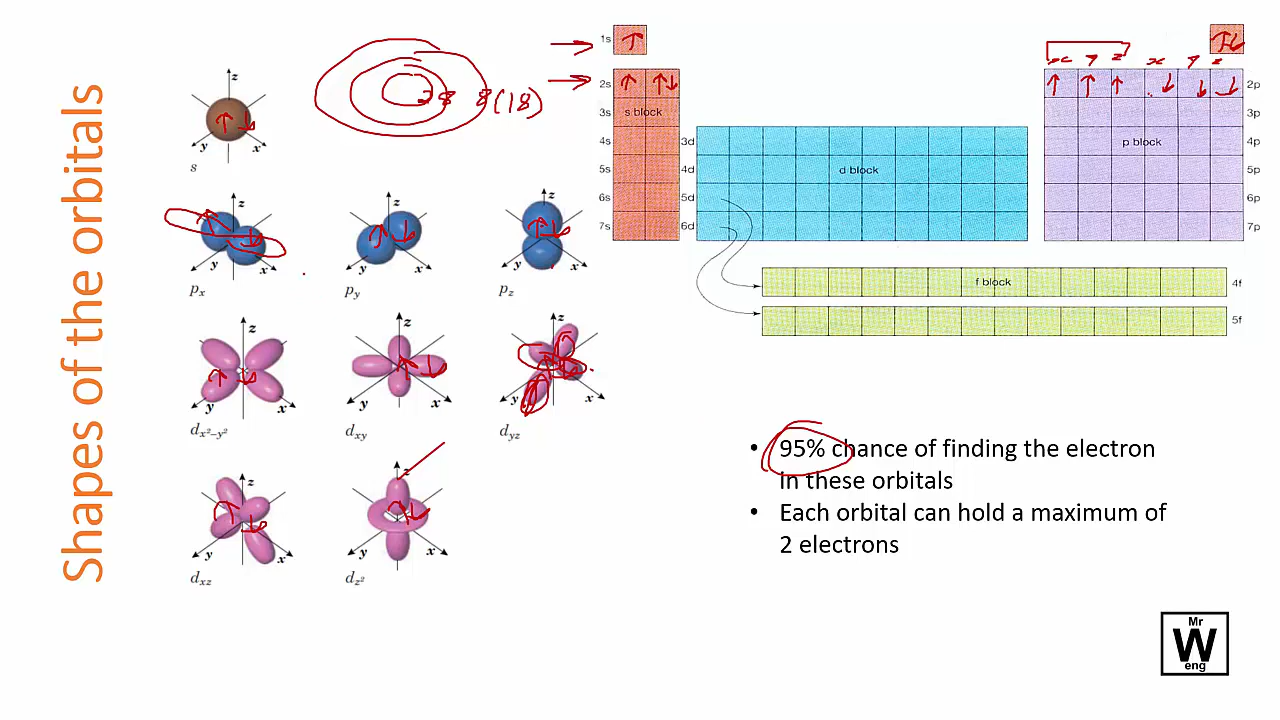 Shapes of the orbitals
z
y
x
s
z
y
x
px
z
y
x
py
z
y
x
pz
z
y
x
dx²−y²
z
y
x
dxy
z
y
x
dyz
z
y
x
dxz
z
y
x
dz²
2 8 8(18)
1s
2s
3s
4s
5s
6s
7s
s block
3d
4d
5d
6d
d block
x y z x y z
2p
3p
4p
5p
6p
7p
p block
f block
4f
5f
• 95% chance of finding the electron
in these orbitals
• Each orbital can hold a maximum of
2 electrons
Mr
W
eng